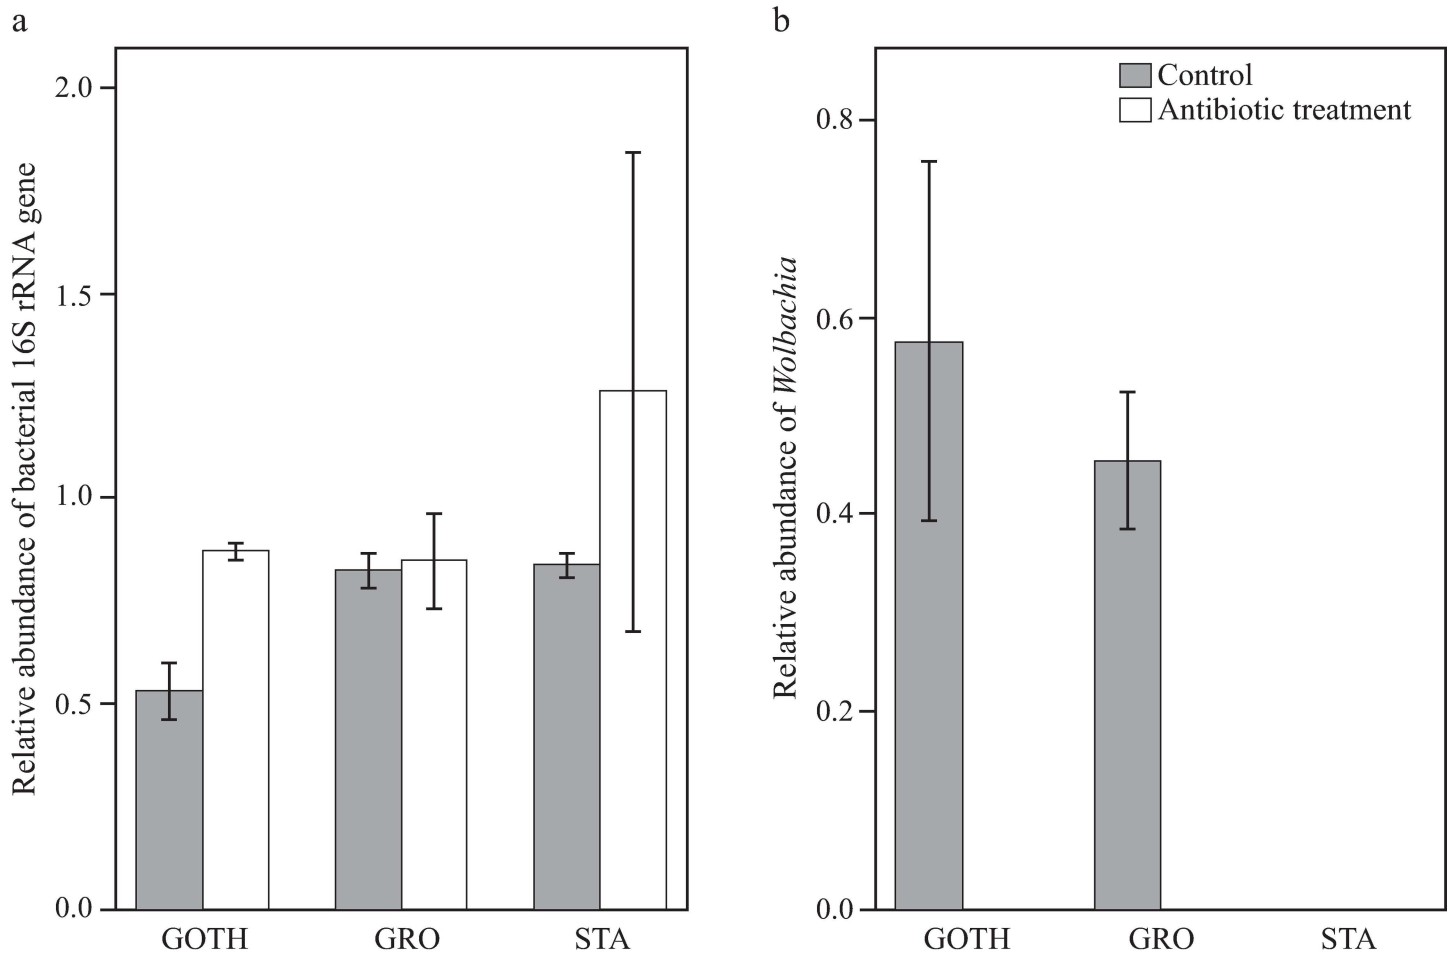 a
Relative abundance of bacterial 16S rRNA gene
2.0
1.5
1.0
0.5
0.0
GOTH
GRO
STA
b
Control
Antibiotic treatment
Relative abundance of Wolbachia
0.8
0.6
0.4
0.2
0.0
GOTH
GRO
STA